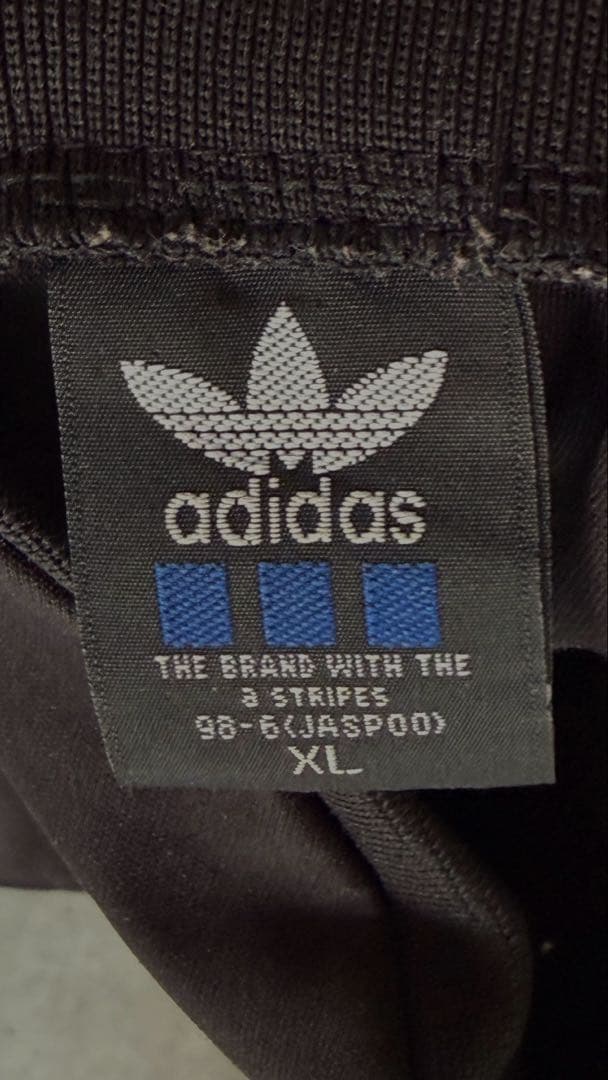 adidas
THE BRAND WITH THE
3 STRIPES
98-6(JASPOO)
XL